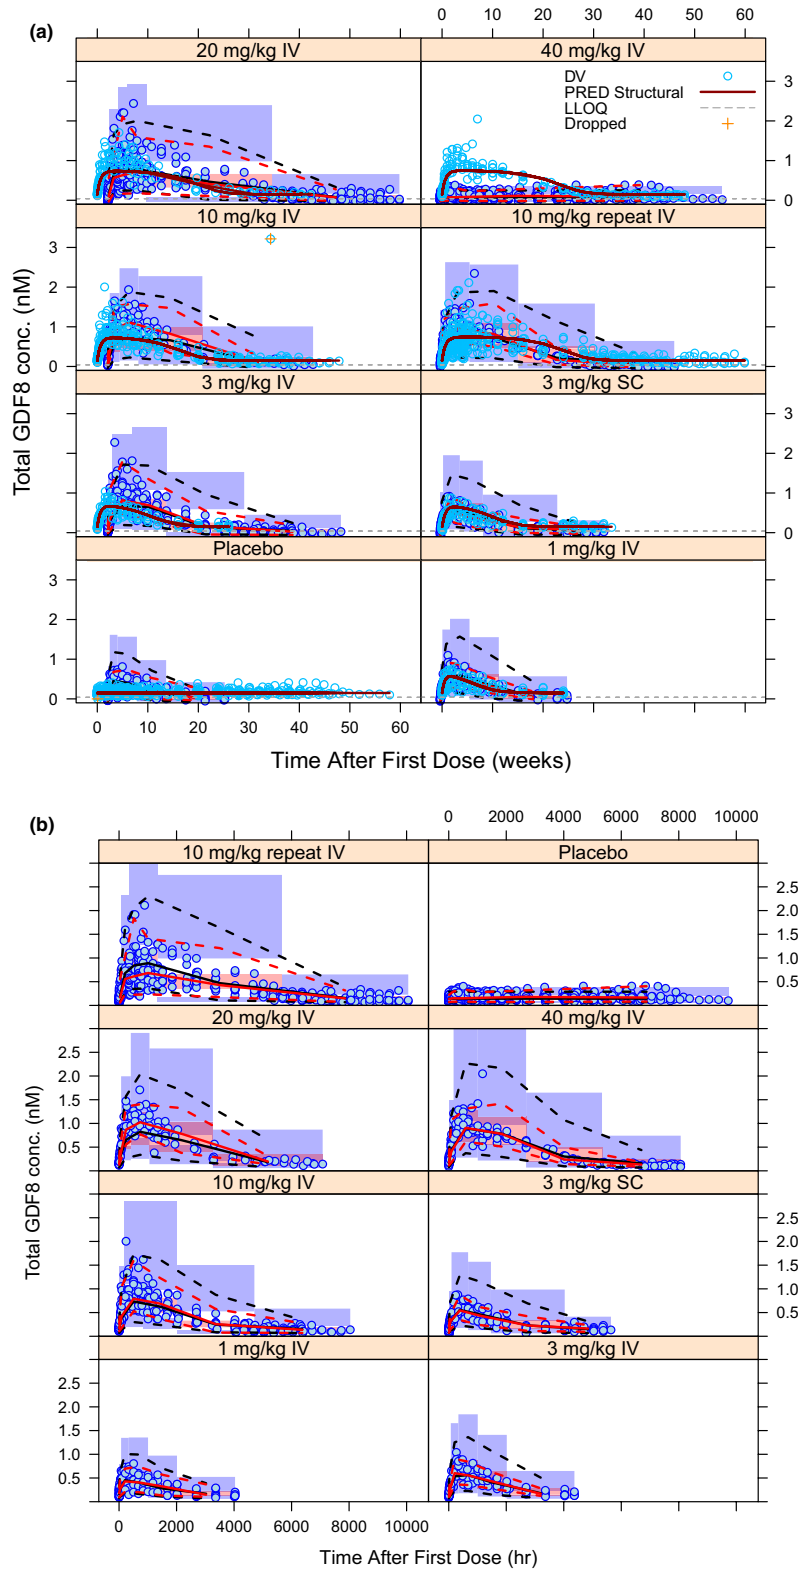 0 10 20 30 40 50 60
(a)
20 mg/kg IV 40 mg/kg IV
DV
PRED Structural
LLOQ
Dropped
3
2
1
0
10 mg/kg IV 10 mg/kg repeat IV
3
2
1
0
3 mg/kg IV 3 mg/kg SC
3
2
1
0
Placebo 1 mg/kg IV
3
2
1
0
Total GDF8 conc. (nM)
0 10 20 30 40 50 60
Time After First Dose (weeks)
(b)
0 2000 4000 6000 8000 10000
10 mg/kg repeat IV Placebo
2.5
2.0
1.5
1.0
0.5
20 mg/kg IV 40 mg/kg IV
2.5
2.0
1.5
1.0
0.5
10 mg/kg IV 3 mg/kg SC
2.5
2.0
1.5
1.0
0.5
1 mg/kg IV 3 mg/kg IV
2.5
2.0
1.5
1.0
0.5
Total GDF8 conc. (nM)
0 2000 4000 6000 8000 10000
Time After First Dose (hr)